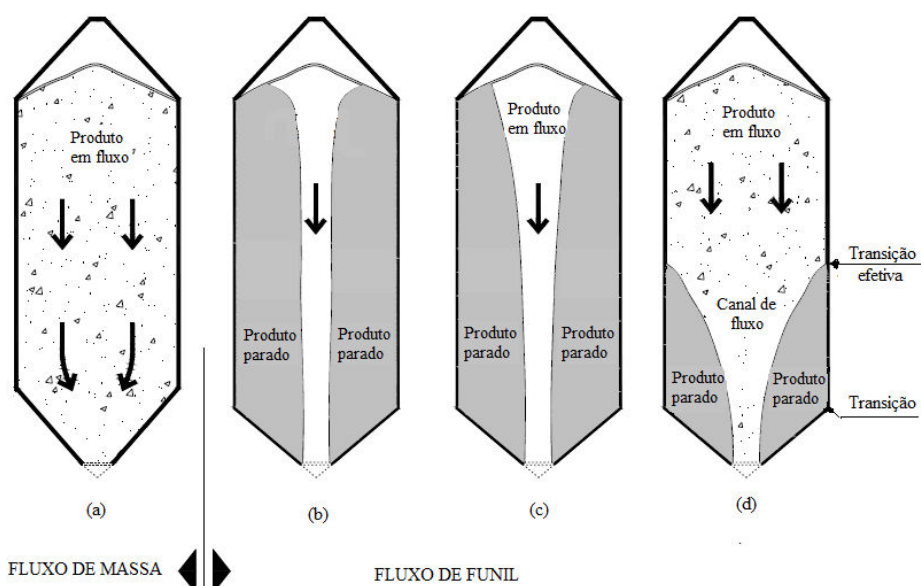 Produto
em fluxo¹
Produto
parado
Produto
parado
Produto
em fluxo
Produto
parado
Produto
parado
Produto
em fluxo
Transição
efetiva
Canal de
fluxo
Produto
parado
Produto
parado
Transição
(a)
(b)
(c)
(d)
FLUXO DE MASSA
FLUXO DE FUNIL